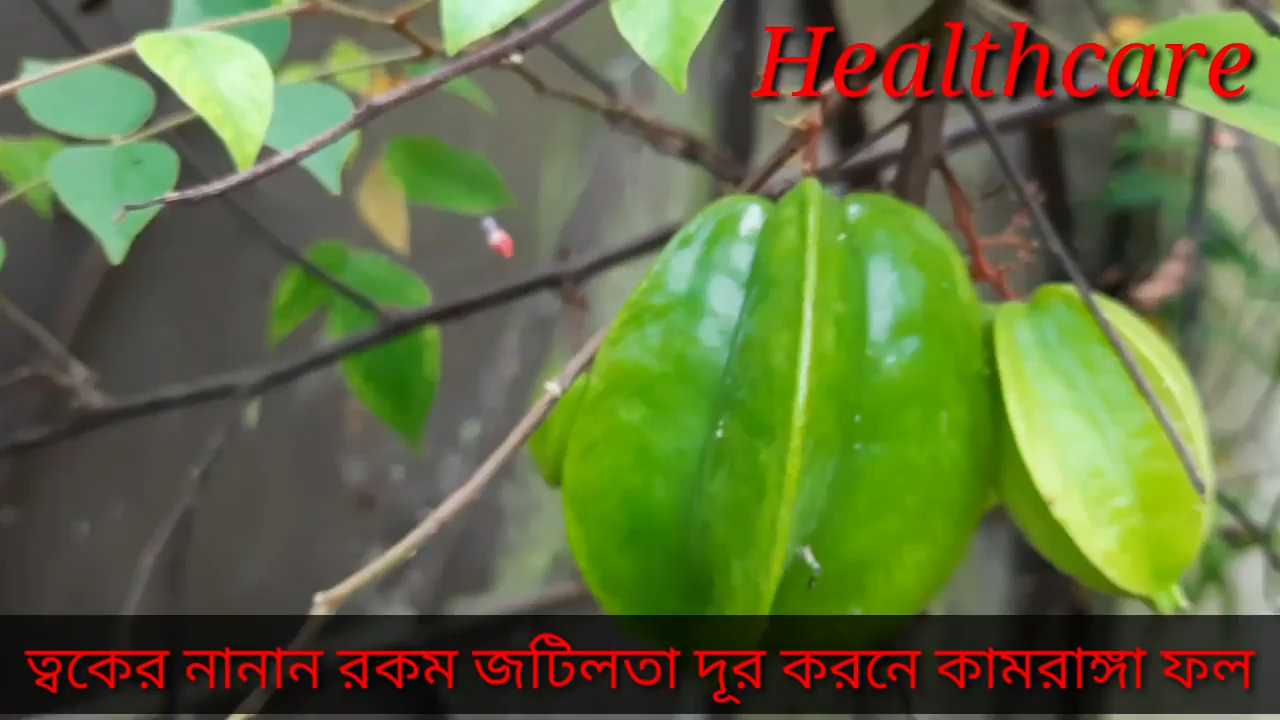 Healthcare
ত্বকের নানান রকম জটিলতা দূর করনে কামরাঙ্গা ফল